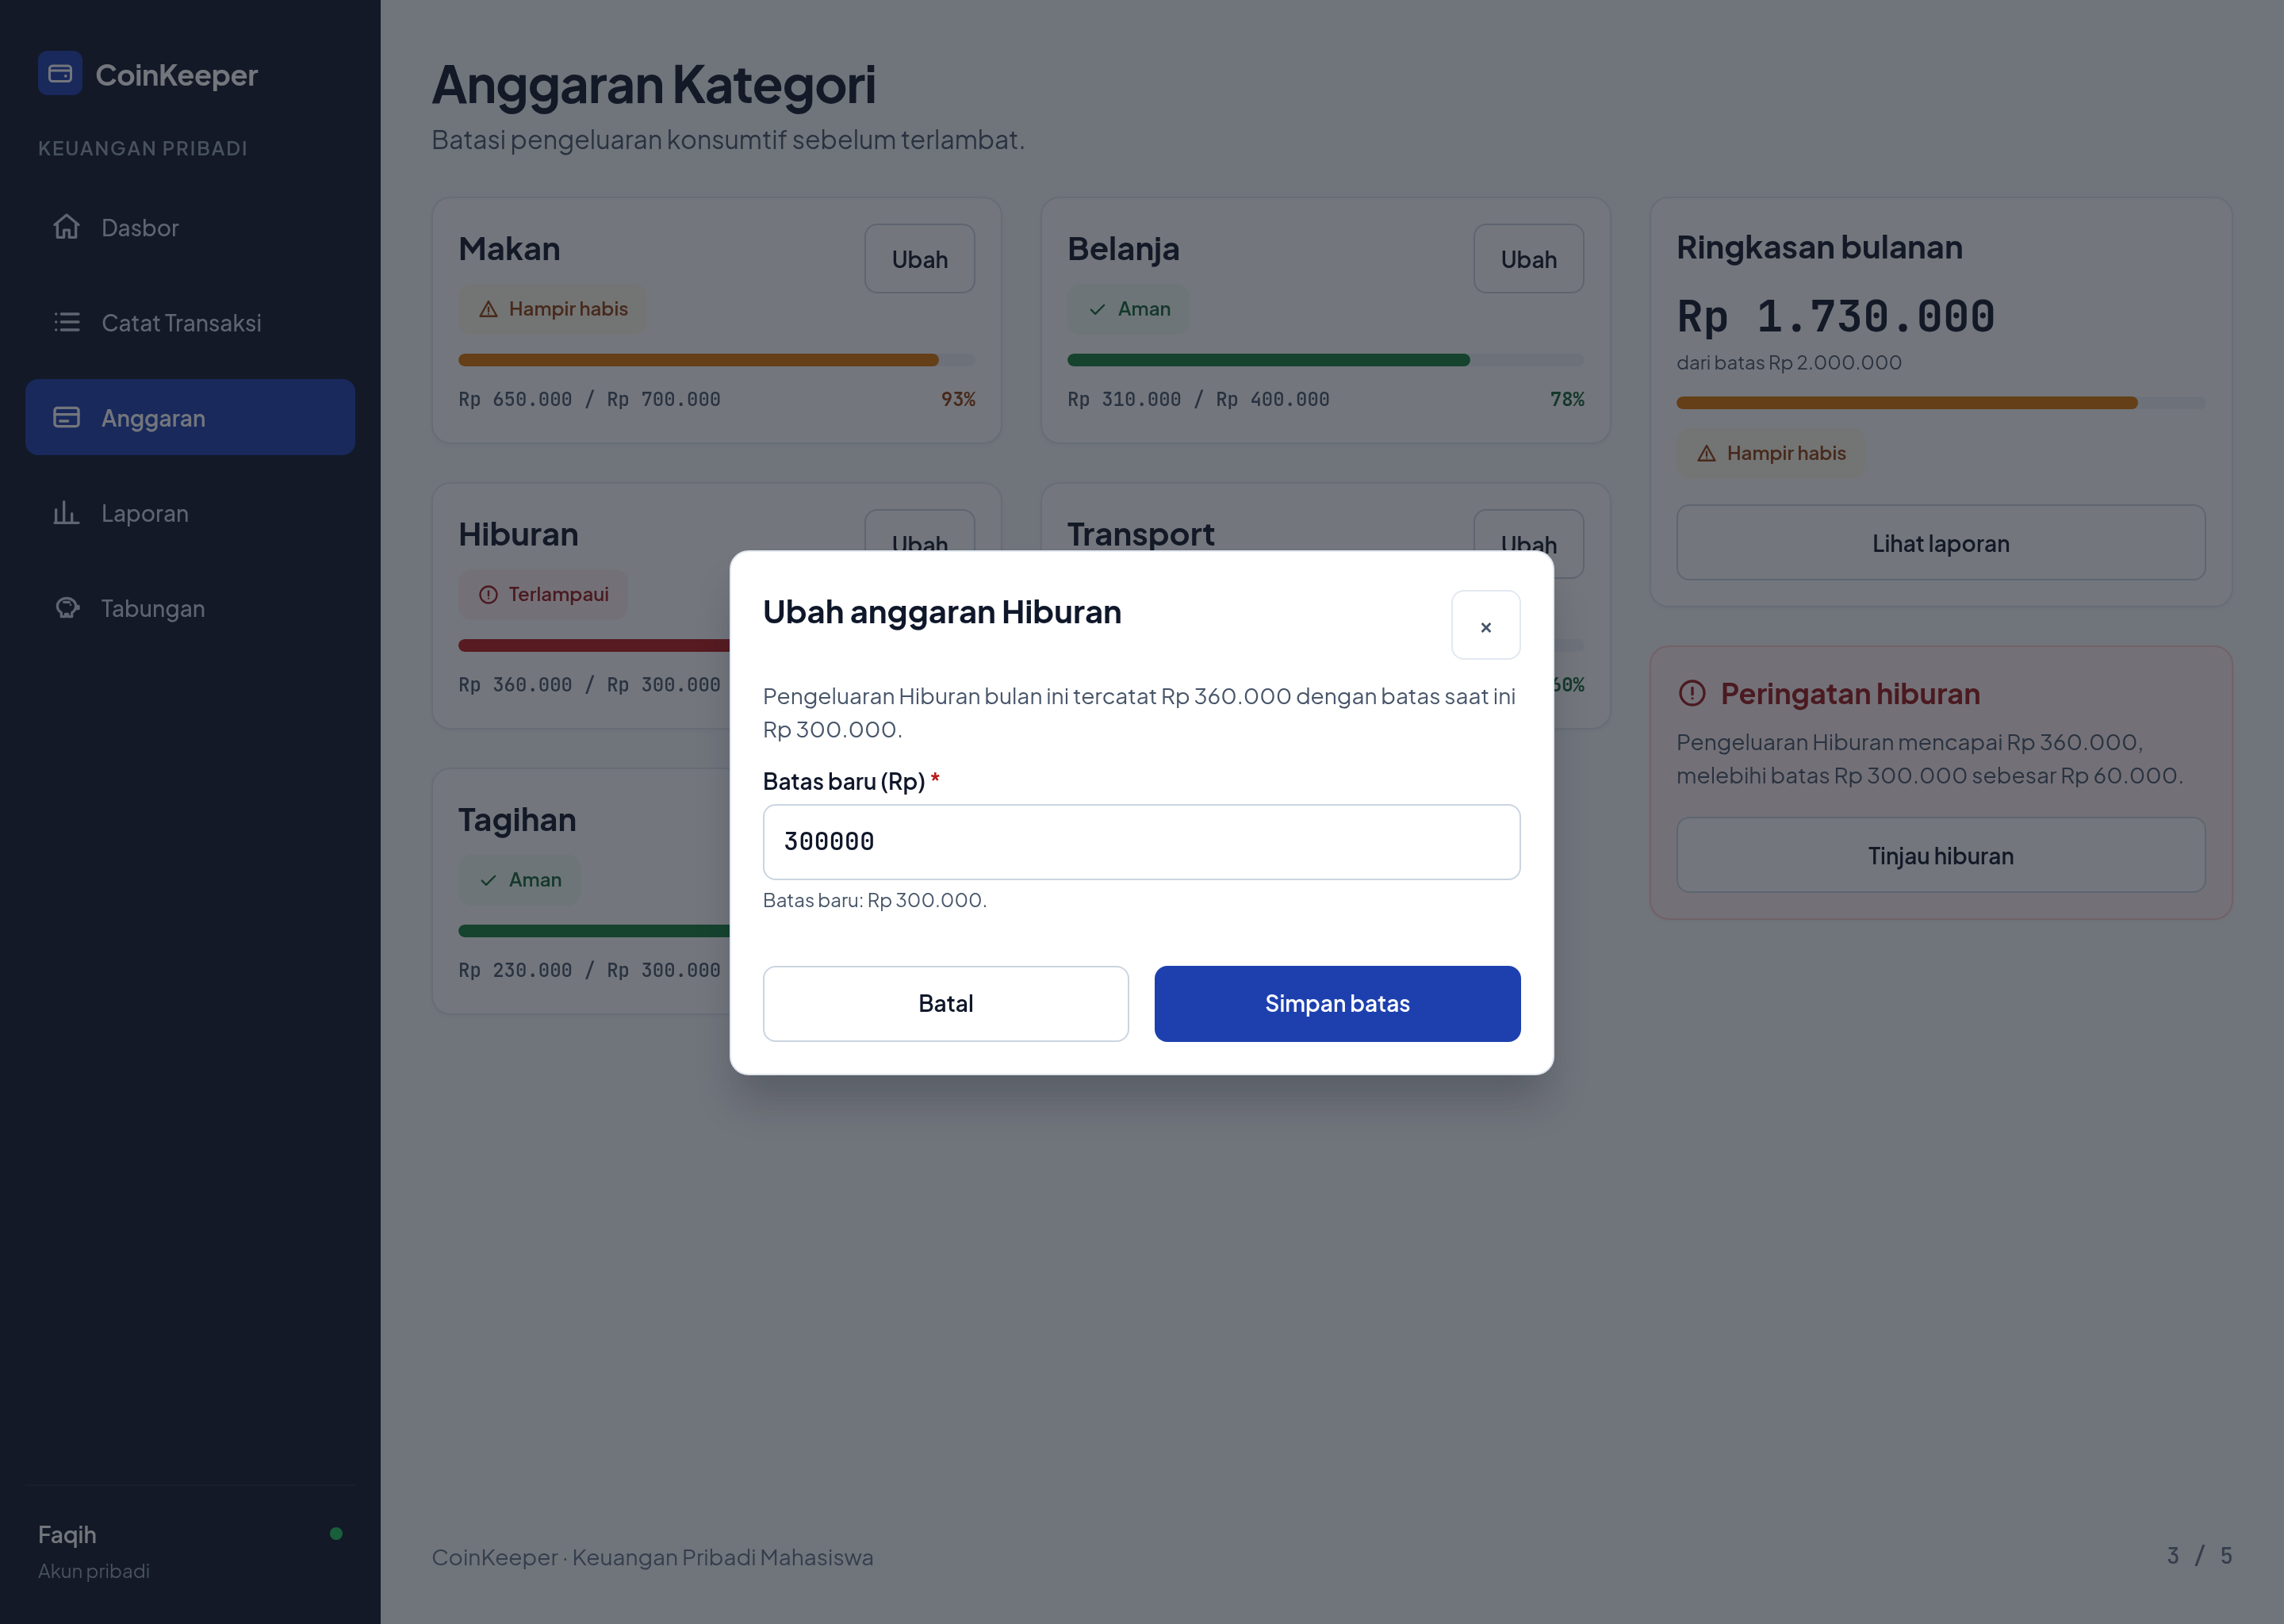 CoinKeeper
KEUANGAN PRIBADI
Dasbor
Catat Transaksi
Anggaran
Laporan
Tabungan
Faqih
Akun pribadi
Anggaran Kategori
Batasi pengeluaran konsumtif sebelum terlambat.
Makan
Ubah
Hampir habis
Rp 650.000 / Rp 700.000
93%
Belanja
Ubah
Aman
Rp 310.000 / Rp 400.000
78%
Hiburan
Ubah
Terlampaui
Rp 360.000 / Rp 300.000
Transport
Ubah
60%
Tagihan
Aman
Rp 230.000 / Rp 300.000
Ringkasan bulanan
Rp 1.730.000
dari batas Rp 2.000.000
Hampir habis
Lihat laporan
Peringatan hiburan
Pengeluaran Hiburan mencapai Rp 360.000,
melebihi batas Rp 300.000 sebesar Rp 60.000.
Tinjau hiburan
Ubah anggaran Hiburan
×
Pengeluaran Hiburan bulan ini tercatat Rp 360.000 dengan batas saat ini
Rp 300.000.
Batas baru (Rp) *
300000
Batas baru: Rp 300.000.
Batal
Simpan batas
CoinKeeper · Keuangan Pribadi Mahasiswa
3 / 5